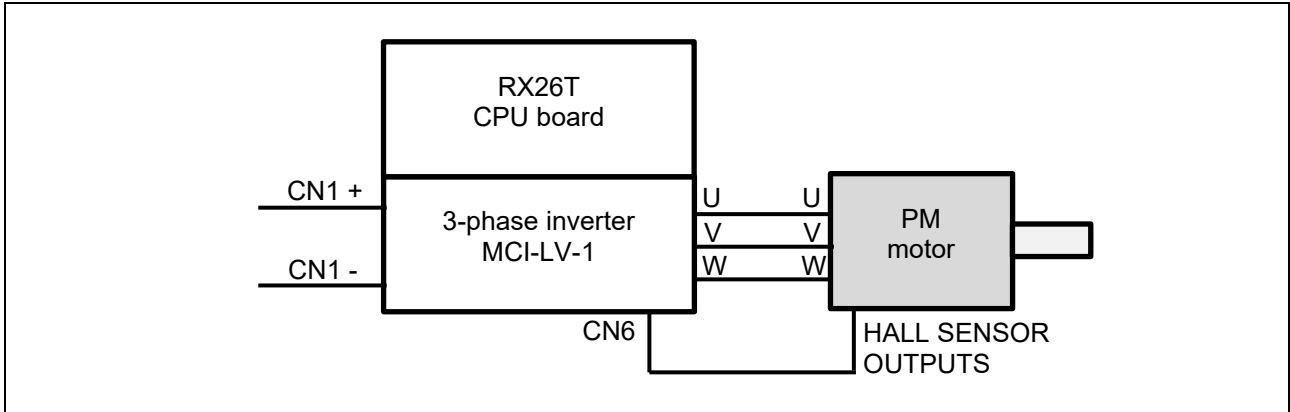 RX26T
CPU board
CN1 +
3-phase inverter
MCI-LV-1
CN1 -
U
U
V
V
W
W
PM
motor
CN6
HALL SENSOR
OUTPUTS